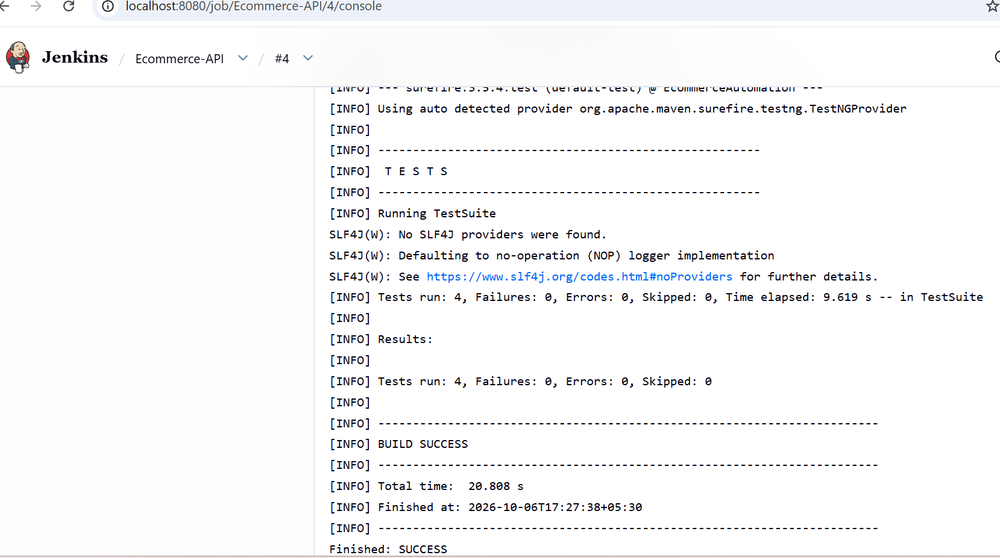 localhost:8080/job/Ecommerce-API/4/console
Jenkins / Ecommerce-API / #4
[INFO] --- surefire:3.5.4:test (default-test) @ EcommerceAutomation ---
[INFO] Using auto detected provider org.apache.maven.surefire.testng.TestNGProvider
[INFO]
[INFO] -------------------------------------------------------
[INFO]  T E S T S
[INFO] -------------------------------------------------------
[INFO] Running TestSuite
SLF4J(W): No SLF4J providers were found.
SLF4J(W): Defaulting to no-operation (NOP) logger implementation
SLF4J(W): See https://www.slf4j.org/codes.html#noProviders for further details.
[INFO] Tests run: 4, Failures: 0, Errors: 0, Skipped: 0, Time elapsed: 9.619 s -- in TestSuite
[INFO]
[INFO] Results:
[INFO]
[INFO] Tests run: 4, Failures: 0, Errors: 0, Skipped: 0
[INFO]
[INFO] ------------------------------------------------------------------------
[INFO] BUILD SUCCESS
[INFO] ------------------------------------------------------------------------
[INFO] Total time:  20.808 s
[INFO] Finished at: 2026-10-06T17:27:38+05:30
[INFO] ------------------------------------------------------------------------
Finished: SUCCESS